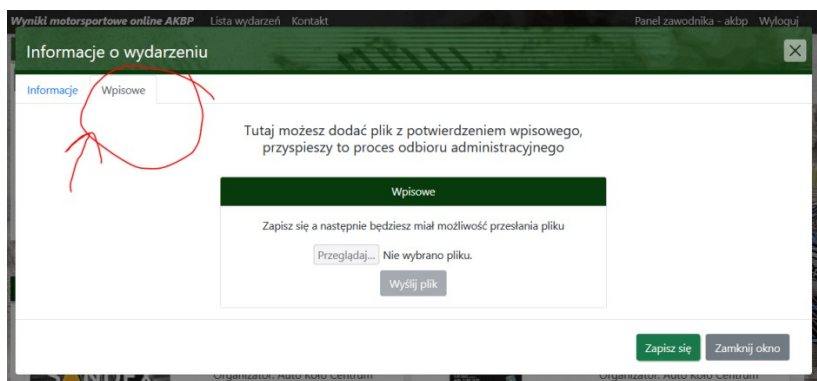 Wyniki motorsportowe online AKBP Lista wydarzeń Kontakt Panel zawodnika - akbp Wyloguj
Informacje o wydarzeniu
Informacje Wpisowe
Tutaj możesz dodać plik z potwierdzeniem wpisowego,
przyspieszy to proces odbioru administracyjnego
Wpisowe
Zapisz się a następnie będziesz miał możliwość przesłania pliku
Przeglądaj... Nie wybrano pliku.
Wyślij plik
Zapisz się Zamknij okno
Organizator: Auto Koło Centrum Organizator: Auto Koło Centrum